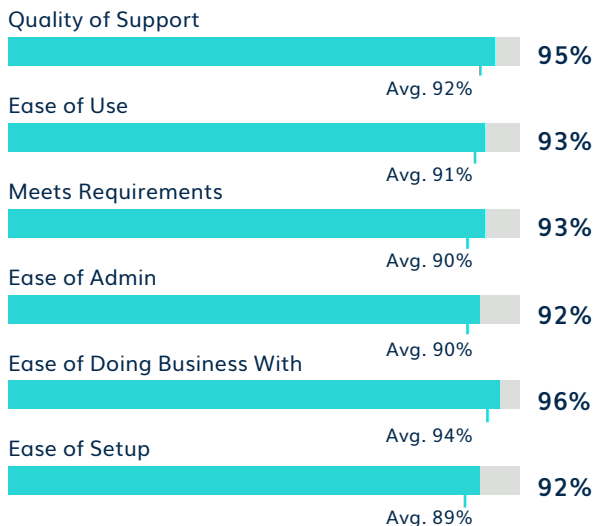 Quality of Support
95%
Avg. 92%
Ease of Use
93%
Avg. 91%
Meets Requirements
93%
Avg. 90%
Ease of Admin
92%
Avg. 90%
Ease of Doing Business With
96%
Avg. 94%
Ease of Setup
92%
Avg. 89%